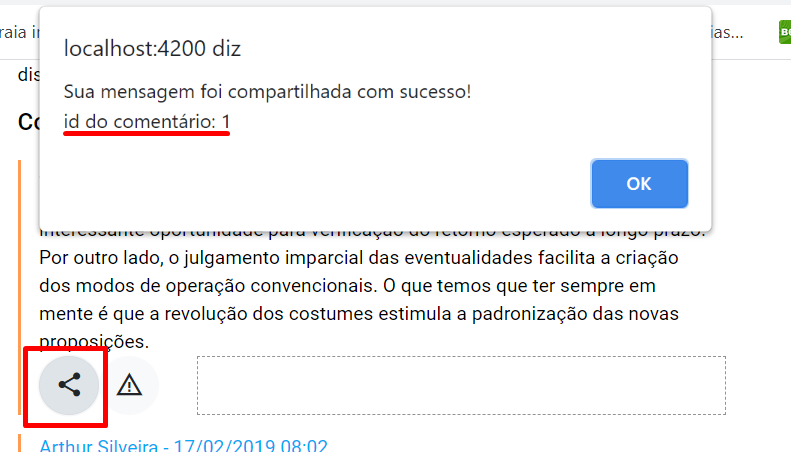 localhost:4200 diz
raia
ias...
Sua mensagem foi compartilhada com sucesso!
dis
id do comentário: 1
OK
interessante oportunidade para verificação do retorno esperado a longo prazo.
Por outro lado, o julgamento imparcial das eventualidades facilita a criação
dos modos de operação convencionais. O que temos que ter sempre em
mente é que a revolução dos costumes estimula a padronização das novas
proposições.
Arthur Silveira - 17/02/2019 08:02